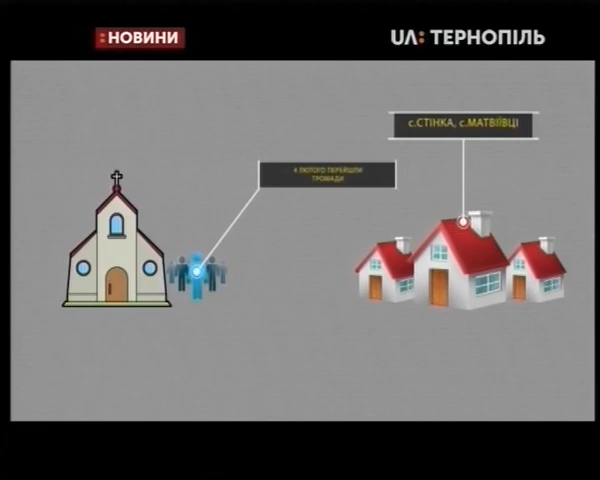 :НОВИНИ
UA: ТЕРНОПІЛЬ
с.СТІНКА, с.МАТВІЇВЦІ
4 ЛЮТОГО ПЕРЕЙШЛИ
ГРОМАДИ